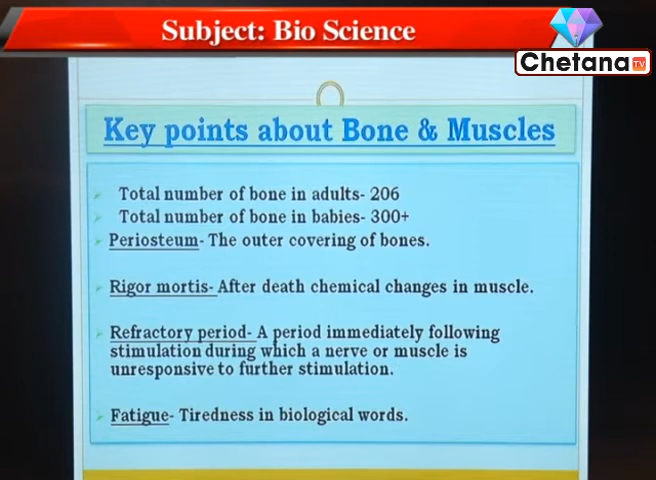 Subject: Bio Science
Chetana TV
Key points about Bone & Muscles
Total number of bone in adults- 206
Total number of bone in babies- 300+
Periosteum- The outer covering of bones.
Rigor mortis- After death chemical changes in muscle.
Refractory period- A period immediately following
stimulation during which a nerve or muscle is
unresponsive to further stimulation.
Fatigue- Tiredness in biological words.